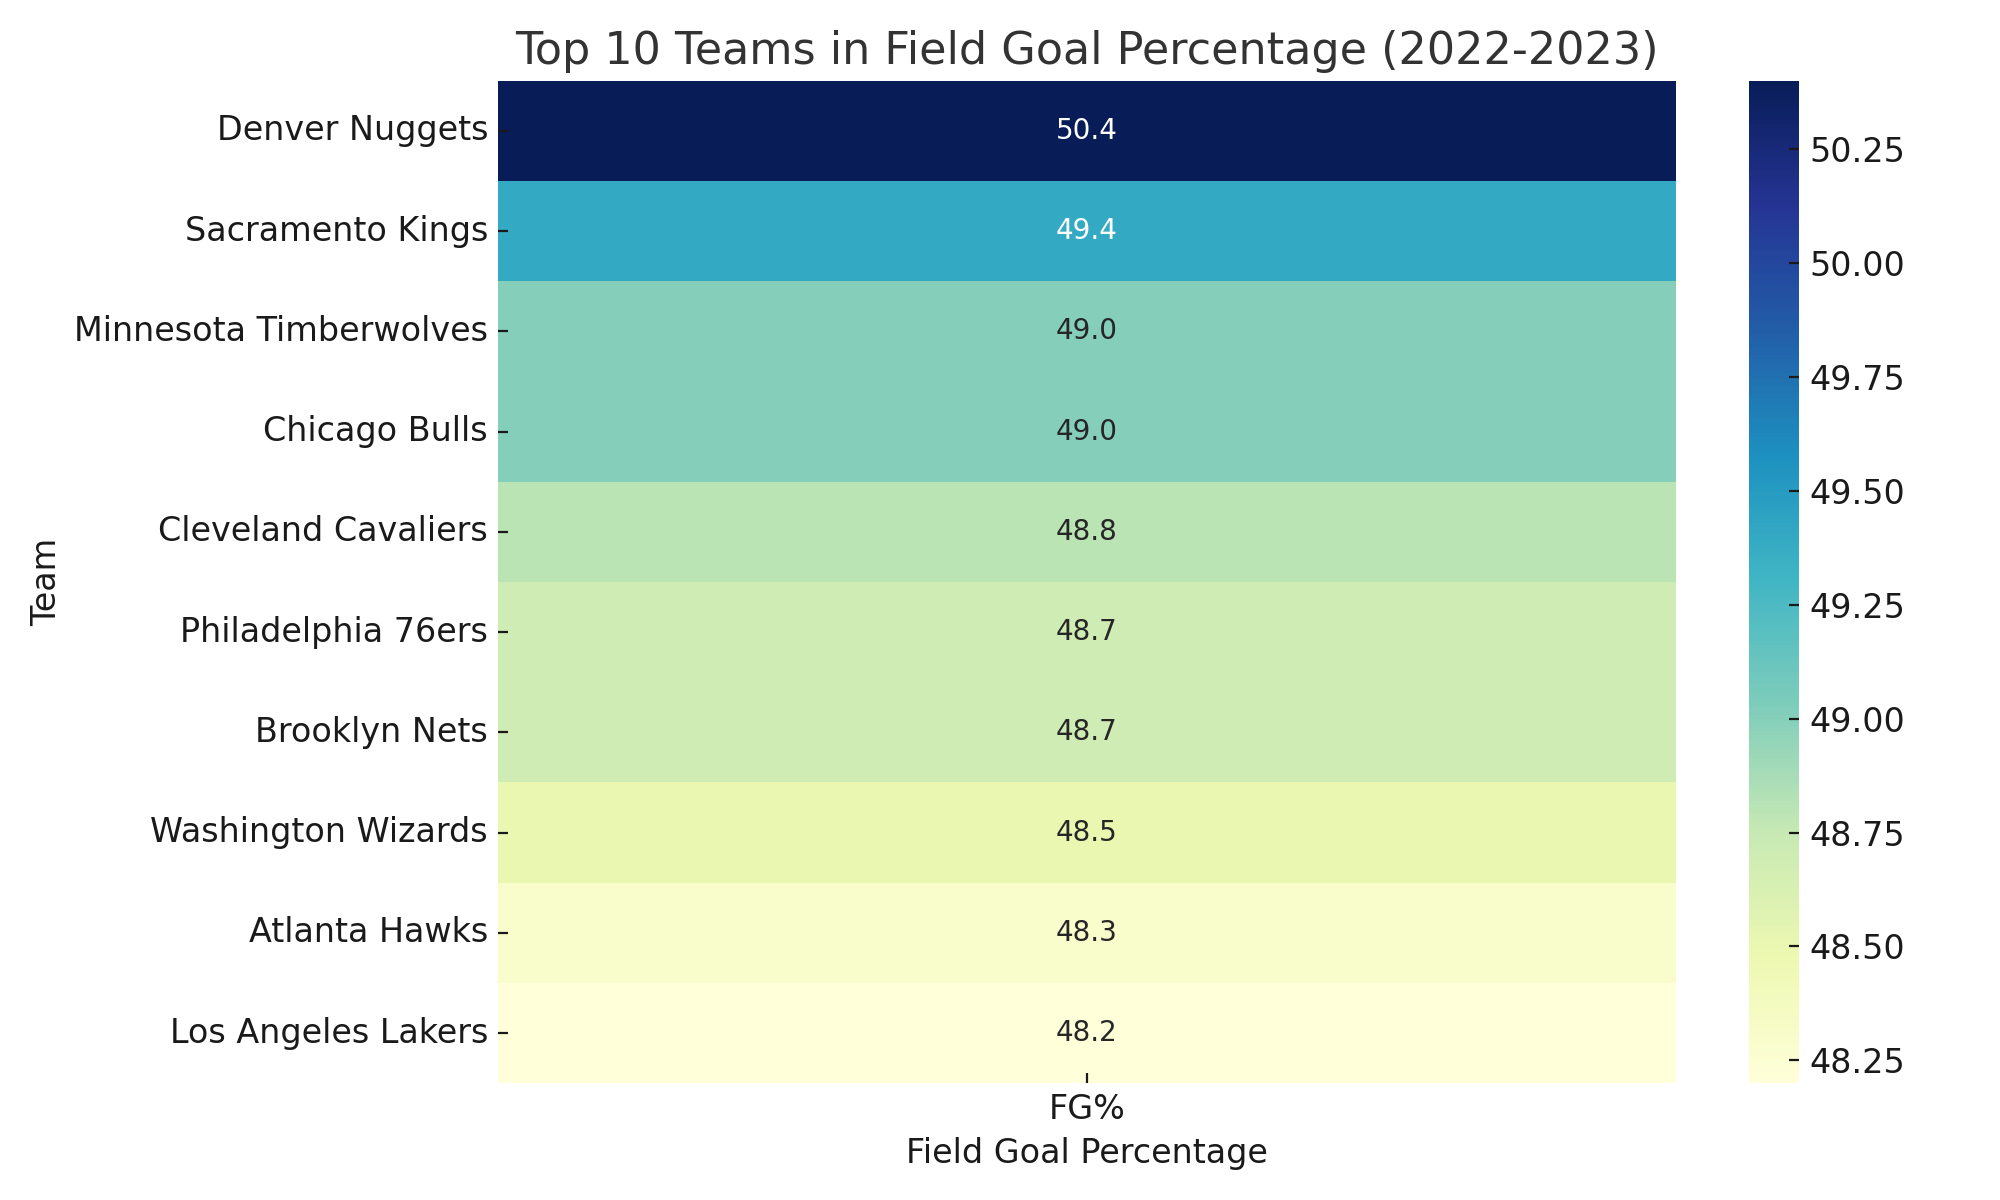 Top 10 Teams in Field Goal Percentage (2022-2023)
Team
Denver Nuggets 50.4
Sacramento Kings 49.4
Minnesota Timberwolves 49.0
Chicago Bulls 49.0
Cleveland Cavaliers 48.8
Philadelphia 76ers 48.7
Brooklyn Nets 48.7
Washington Wizards 48.5
Atlanta Hawks 48.3
Los Angeles Lakers 48.2
FG%
Field Goal Percentage
50.25
50.00
49.75
49.50
49.25
49.00
48.75
48.50
48.25